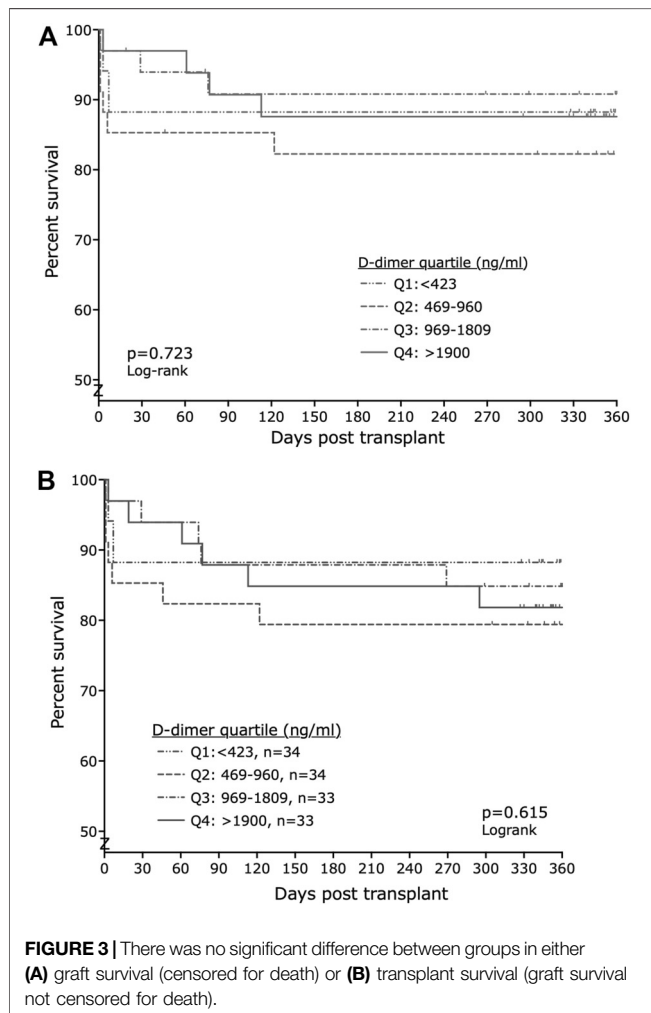 A
100
90
80
70
60
50
Percent survival
D-dimer quartile (ng/ml)
Q1:<423
Q2: 469-960
Q3: 969-1809
Q4: >1900
p=0.723
Log-rank
0 30 60 90 120 150 180 210 240 270 300 330 360
Days post transplant
B
100
90
80
70
60
50
Percent survival
D-dimer quartile (ng/ml)
Q1:<423, n=34
Q2: 469-960, n=34
Q3: 969-1809, n=33
Q4: >1900, n=33
p=0.615
Logrank
0 30 60 90 120 150 180 210 240 270 300 330 360
Days post transplant
FIGURE 3 | There was no significant difference between groups in either
(A) graft survival (censored for death) or (B) transplant survival (graft survival
not censored for death).